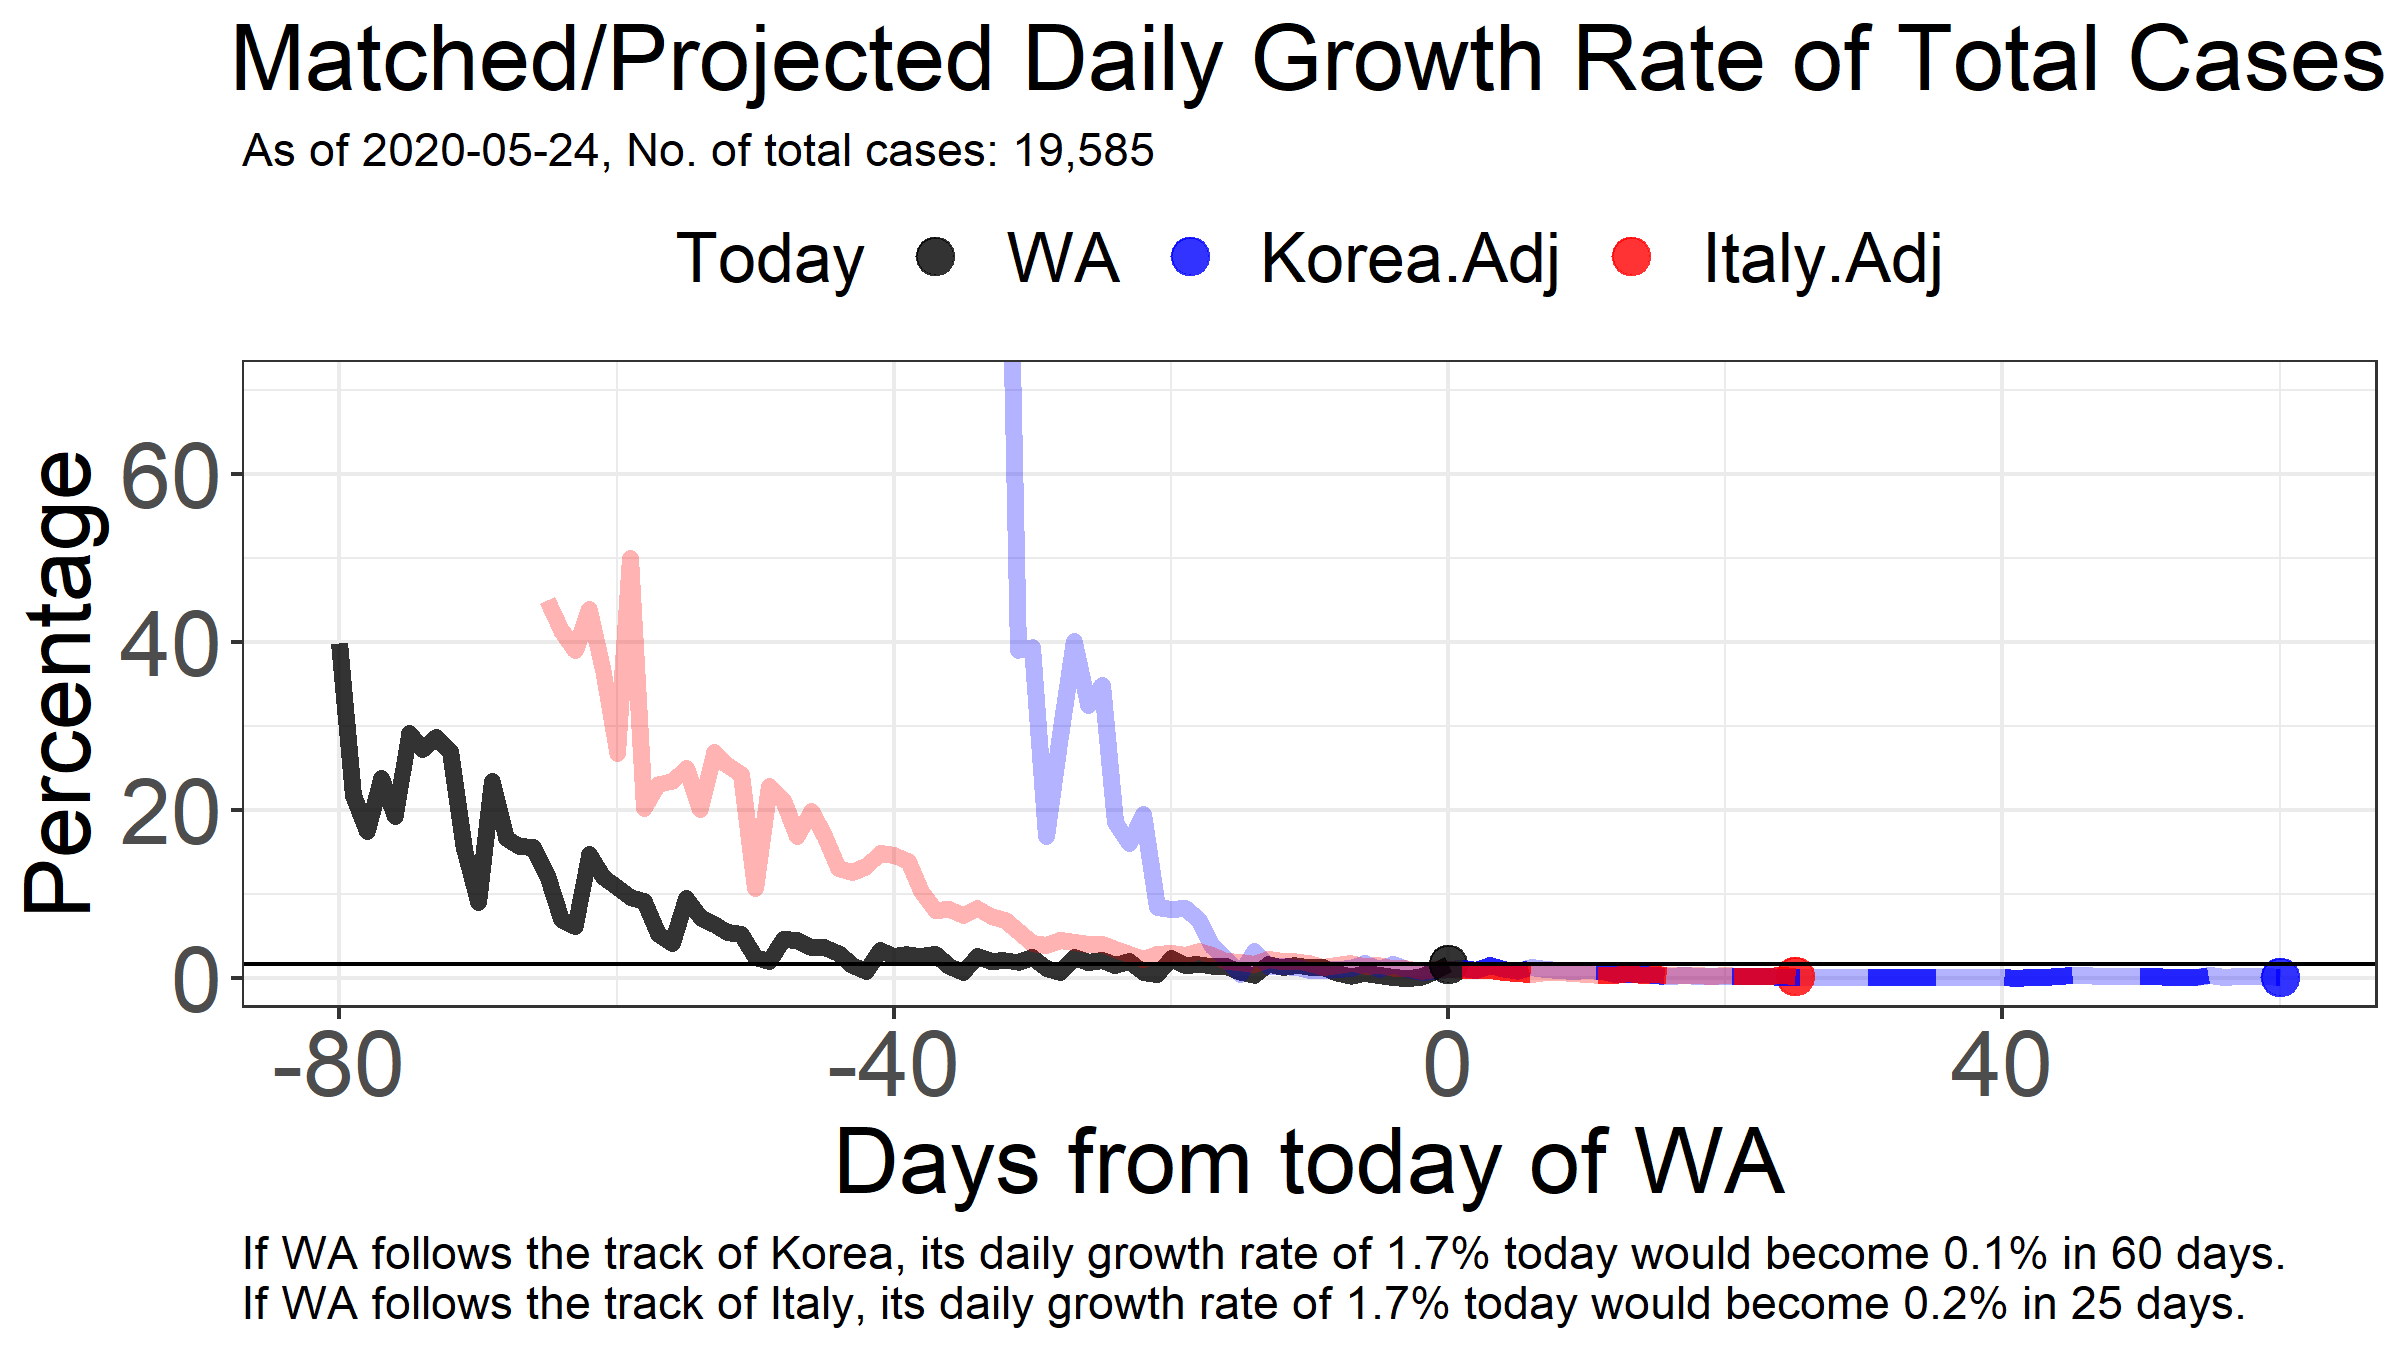 Matched/Projected Daily Growth Rate of Total Cases
As of 2020-05-24, No. of total cases: 19,585
Today WA Korea.Adj Italy.Adj
Percentage
60
40
20
0
-80 -40 0 40
Days from today of WA
If WA follows the track of Korea, its daily growth rate of 1.7% today would become 0.1% in 60 days.
If WA follows the track of Italy, its daily growth rate of 1.7% today would become 0.2% in 25 days.